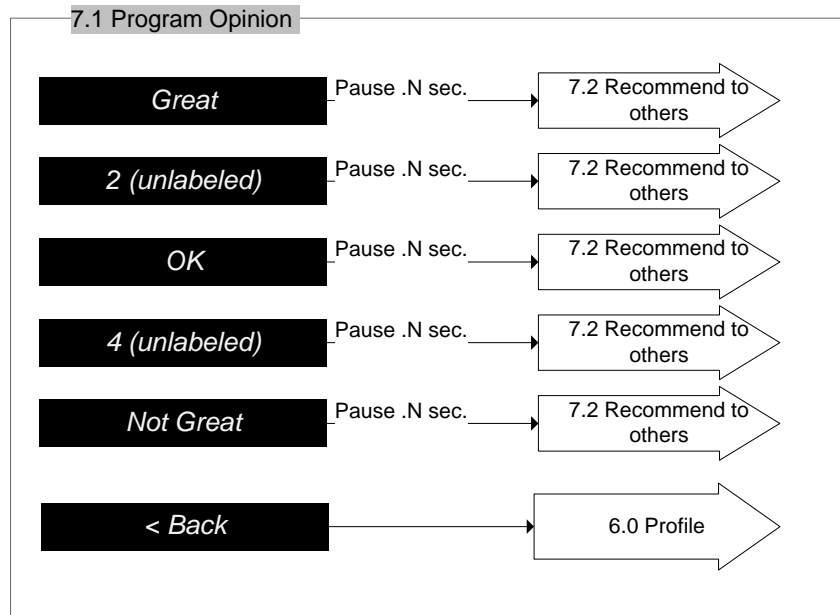 7.1 Program Opinion
Great
Pause .N sec.
7.2 Recommend to
others
2 (unlabeled)
Pause .N sec.
7.2 Recommend to
others
OK
Pause .N sec.
7.2 Recommend to
others
4 (unlabeled)
Pause .N sec.
7.2 Recommend to
others
Not Great
Pause .N sec.
7.2 Recommend to
others
< Back
6.0 Profile